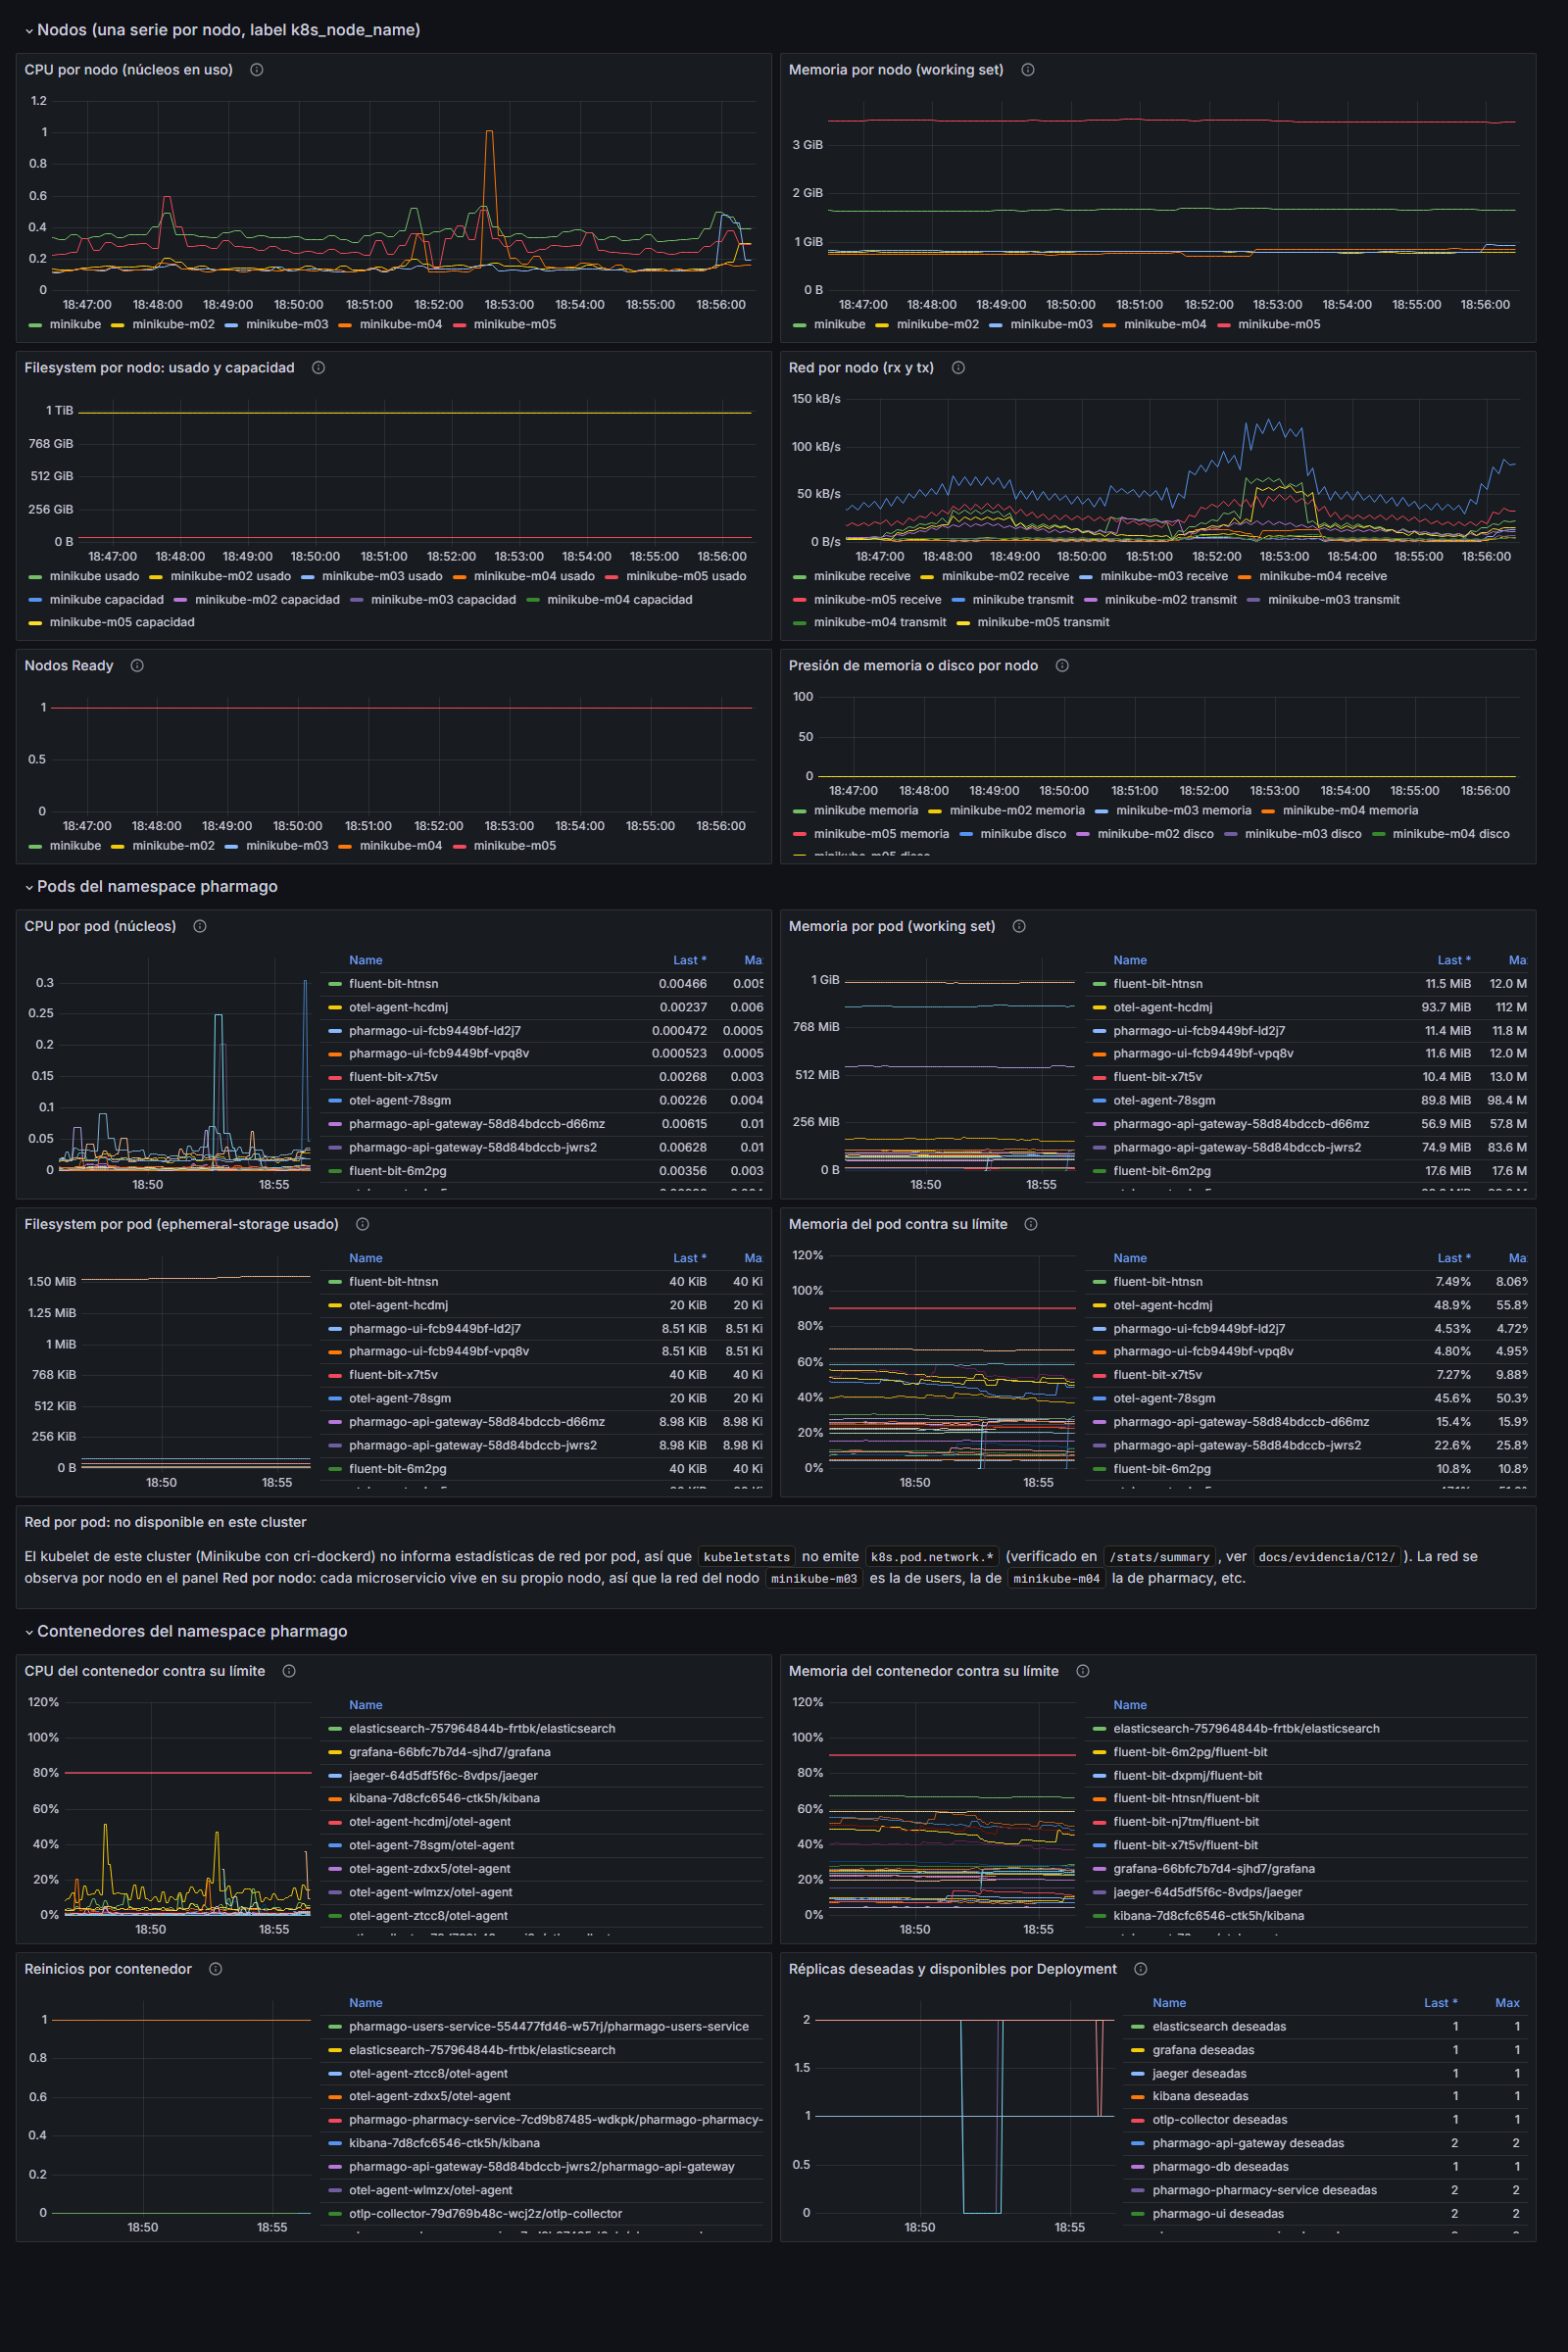 Nodos (una serie por nodo, label k8s_node_name)
CPU por nodo (núcleos en uso)
1.2
1
0.8
0.6
0.4
0.2
0
18:47:00 18:48:00 18:49:00 18:50:00 18:51:00 18:52:00 18:53:00 18:54:00 18:55:00 18:56:00
minikube minikube-m02 minikube-m03 minikube-m04 minikube-m05
Memoria por nodo (working set)
3 GiB
2 GiB
1 GiB
0 B
18:47:00 18:48:00 18:49:00 18:50:00 18:51:00 18:52:00 18:53:00 18:54:00 18:55:00 18:56:00
minikube minikube-m02 minikube-m03 minikube-m04 minikube-m05
Filesystem por nodo: usado y capacidad
1 TiB
768 GiB
512 GiB
256 GiB
0 B
18:47:00 18:48:00 18:49:00 18:50:00 18:51:00 18:52:00 18:53:00 18:54:00 18:55:00 18:56:00
minikube usado minikube-m02 usado minikube-m03 usado minikube-m04 usado minikube-m05 usado
minikube capacidad minikube-m02 capacidad minikube-m03 capacidad minikube-m04 capacidad
minikube-m05 capacidad
Red por nodo (rx y tx)
150 kB/s
100 kB/s
50 kB/s
0 B/s
18:47:00 18:48:00 18:49:00 18:50:00 18:51:00 18:52:00 18:53:00 18:54:00 18:55:00 18:56:00
minikube receive minikube-m02 receive minikube-m03 receive minikube-m04 receive
minikube-m05 receive minikube transmit minikube-m02 transmit minikube-m03 transmit
minikube-m04 transmit minikube-m05 transmit
Nodos Ready
1
0.5
0
18:47:00 18:48:00 18:49:00 18:50:00 18:51:00 18:52:00 18:53:00 18:54:00 18:55:00 18:56:00
minikube minikube-m02 minikube-m03 minikube-m04 minikube-m05
Presión de memoria o disco por nodo
100
50
0
18:47:00 18:48:00 18:49:00 18:50:00 18:51:00 18:52:00 18:53:00 18:54:00 18:55:00 18:56:00
minikube memoria minikube-m02 memoria minikube-m03 memoria minikube-m04 memoria
minikube-m05 memoria minikube disco minikube-m02 disco minikube-m03 disco minikube-m04 disco
minikube-m05 disco
Pods del namespace pharmago
CPU por pod (núcleos)
0.3
0.25
0.2
0.15
0.1
0.05
0
18:50 18:55
Name Last * Ma
fluent-bit-htnsn 0.00466 0.005
otel-agent-hcdmj 0.00237 0.006
pharmago-ui-fcb9449bf-ld2j7 0.000472 0.0005
pharmago-ui-fcb9449bf-vpq8v 0.000523 0.0005
fluent-bit-x7t5v 0.00268 0.003
otel-agent-78sgm 0.00226 0.004
pharmago-api-gateway-58d84bdccb-d66mz 0.00615 0.01
pharmago-api-gateway-58d84bdccb-jwrs2 0.00628 0.01
fluent-bit-6m2pg 0.00356 0.003
Memoria por pod (working set)
1 GiB
768 MiB
512 MiB
256 MiB
0 B
18:50 18:55
Name Last * Ma
fluent-bit-htnsn 11.5 MiB 12.0 M
otel-agent-hcdmj 93.7 MiB 112 M
pharmago-ui-fcb9449bf-ld2j7 11.4 MiB 11.8 M
pharmago-ui-fcb9449bf-vpq8v 11.6 MiB 12.0 M
fluent-bit-x7t5v 10.4 MiB 13.0 M
otel-agent-78sgm 89.8 MiB 98.4 M
pharmago-api-gateway-58d84bdccb-d66mz 56.9 MiB 57.8 M
pharmago-api-gateway-58d84bdccb-jwrs2 74.9 MiB 83.6 M
fluent-bit-6m2pg 17.6 MiB 17.6 M
Filesystem por pod (ephemeral-storage usado)
1.50 MiB
1.25 MiB
1 MiB
768 KiB
512 KiB
256 KiB
0 B
18:50 18:55
Name Last * Ma
fluent-bit-htnsn 40 KiB 40 Ki
otel-agent-hcdmj 20 KiB 20 Ki
pharmago-ui-fcb9449bf-ld2j7 8.51 KiB 8.51 Ki
pharmago-ui-fcb9449bf-vpq8v 8.51 KiB 8.51 Ki
fluent-bit-x7t5v 40 KiB 40 Ki
otel-agent-78sgm 20 KiB 20 Ki
pharmago-api-gateway-58d84bdccb-d66mz 8.98 KiB 8.98 Ki
pharmago-api-gateway-58d84bdccb-jwrs2 8.98 KiB 8.98 Ki
fluent-bit-6m2pg 40 KiB 40 Ki
Memoria del pod contra su límite
120%
100%
80%
60%
40%
20%
0%
18:50 18:55
Name Last * Ma
fluent-bit-htnsn 7.49% 8.06%
otel-agent-hcdmj 48.9% 55.8%
pharmago-ui-fcb9449bf-ld2j7 4.53% 4.72%
pharmago-ui-fcb9449bf-vpq8v 4.80% 4.95%
fluent-bit-x7t5v 7.27% 9.88%
otel-agent-78sgm 45.6% 50.3%
pharmago-api-gateway-58d84bdccb-d66mz 15.4% 15.9%
pharmago-api-gateway-58d84bdccb-jwrs2 22.6% 25.8%
fluent-bit-6m2pg 10.8% 10.8%
Red por pod: no disponible en este cluster
El kubelet de este cluster (Minikube con cri-dockerd) no informa estadísticas de red por pod, así que kubeletstats no emite k8s.pod.network.* (verificado en /stats/summary, ver docs/evidencia/C12/). La red se
observa por nodo en el panel Red por nodo: cada microservicio vive en su propio nodo, así que la red del nodo minikube-m03 es la de users, la de minikube-m04 la de pharmacy, etc.
Contenedores del namespace pharmago
CPU del contenedor contra su límite
120%
100%
80%
60%
40%
20%
0%
18:50 18:55
Name
elasticsearch-757964844b-frtbk/elasticsearch
grafana-66bfc7b7d4-sjhd7/grafana
jaeger-64d5df5f6c-8vdps/jaeger
kibana-7d8cfc6546-ctk5h/kibana
otel-agent-hcdmj/otel-agent
otel-agent-78sgm/otel-agent
otel-agent-zdxx5/otel-agent
otel-agent-wlmzx/otel-agent
otel-agent-ztcc8/otel-agent
Memoria del contenedor contra su límite
120%
100%
80%
60%
40%
20%
0%
18:50 18:55
Name
elasticsearch-757964844b-frtbk/elasticsearch
fluent-bit-6m2pg/fluent-bit
fluent-bit-dxpmj/fluent-bit
fluent-bit-htnsn/fluent-bit
fluent-bit-nj7tm/fluent-bit
fluent-bit-x7t5v/fluent-bit
grafana-66bfc7b7d4-sjhd7/grafana
jaeger-64d5df5f6c-8vdps/jaeger
kibana-7d8cfc6546-ctk5h/kibana
Reinicios por contenedor
1
0.8
0.6
0.4
0.2
0
18:50 18:55
Name
pharmago-users-service-554477fd46-w57rj/pharmago-users-service
elasticsearch-757964844b-frtbk/elasticsearch
otel-agent-ztcc8/otel-agent
otel-agent-zdxx5/otel-agent
pharmago-pharmacy-service-7cd9b87485-wdkpk/pharmago-pharmacy-
kibana-7d8cfc6546-ctk5h/kibana
pharmago-api-gateway-58d84bdccb-jwrs2/pharmago-api-gateway
otel-agent-wlmzx/otel-agent
otlp-collector-79d769b48c-wcj2z/otlp-collector
Réplicas deseadas y disponibles por Deployment
2
1.5
1
0.5
0
18:50 18:55
Name Last * Max
elasticsearch deseadas 1 1
grafana deseadas 1 1
jaeger deseadas 1 1
kibana deseadas 1 1
otlp-collector deseadas 1 1
pharmago-api-gateway deseadas 2 2
pharmago-db deseadas 1 1
pharmago-pharmacy-service deseadas 2 2
pharmago-ui deseadas 2 2